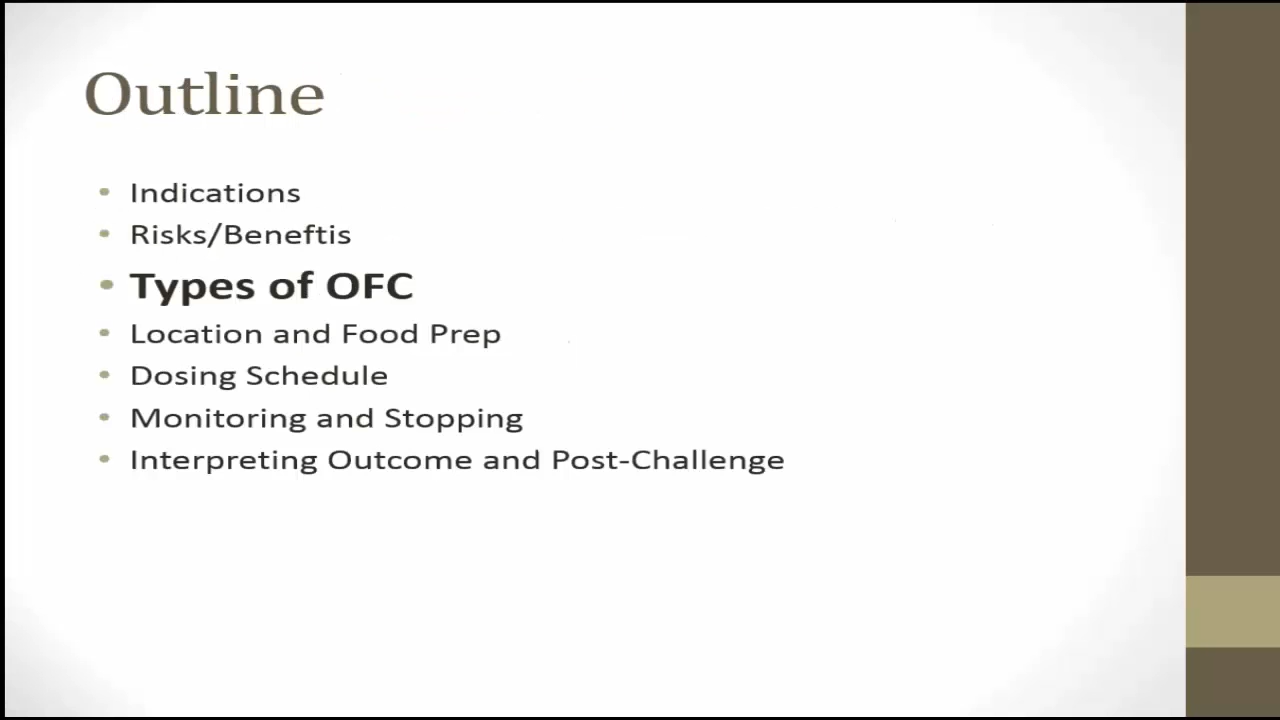 Outline
• Indications
• Risks/Beneftis
• Types of OFC
• Location and Food Prep
• Dosing Schedule
• Monitoring and Stopping
• Interpreting Outcome and Post-Challenge